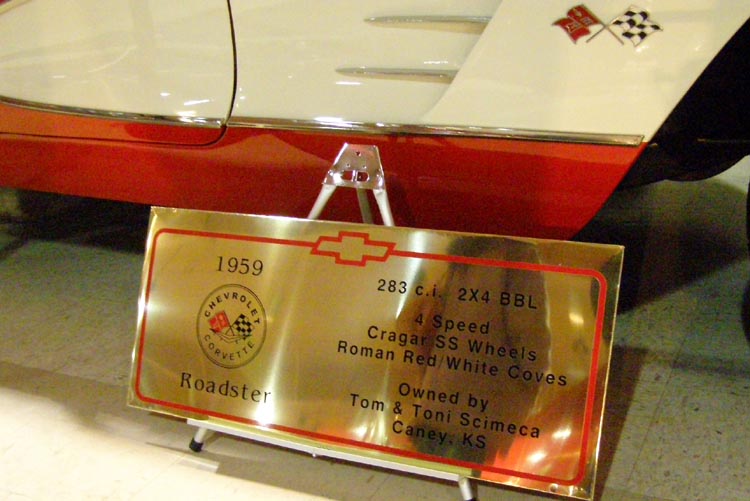 1959
CHEVROLET
CORVETTE
Roadster
283 c.i. 2X4 BBL
4 Speed
Cragar SS Wheels
Roman Red/White Coves
Owned by
Tom & Toni Scimeca
Caney, KS